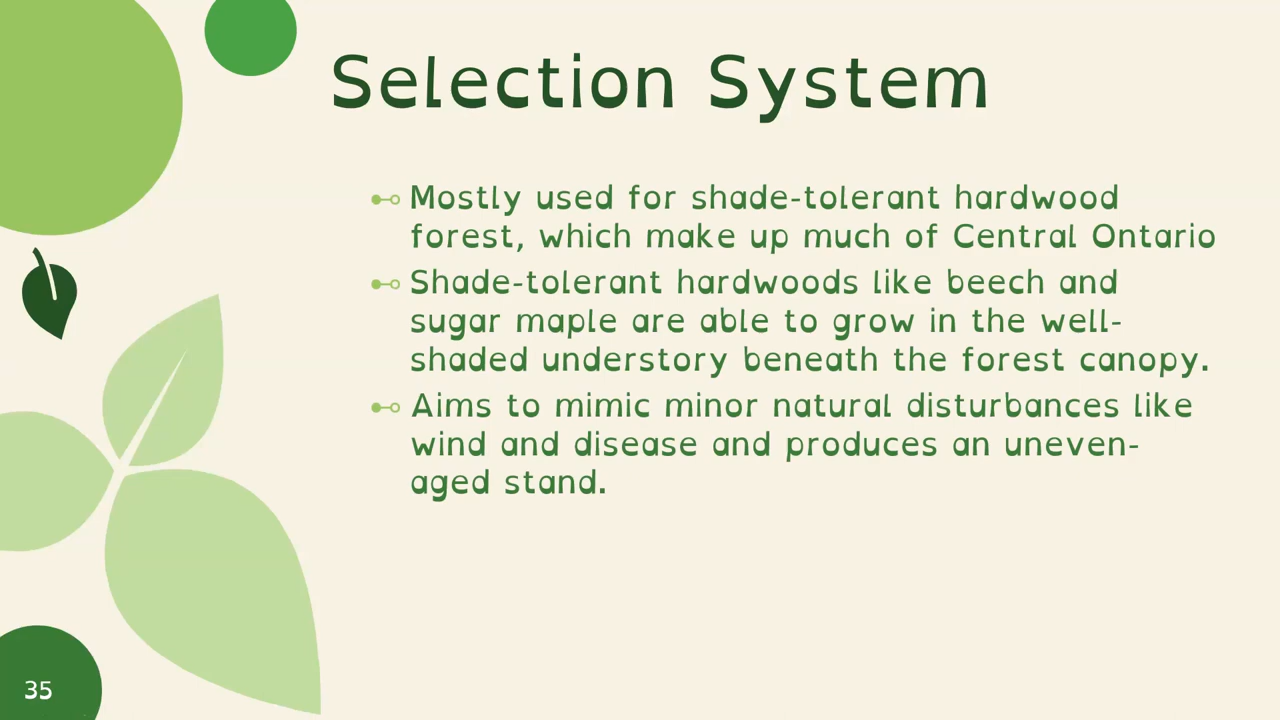 Selection System
Mostly used for shade-tolerant hardwood
forest, which make up much of Central Ontario
Shade-tolerant hardwoods like beech and
sugar maple are able to grow in the well-
shaded understory beneath the forest canopy.
Aims to mimic minor natural disturbances like
wind and disease and produces an uneven-
aged stand.
35